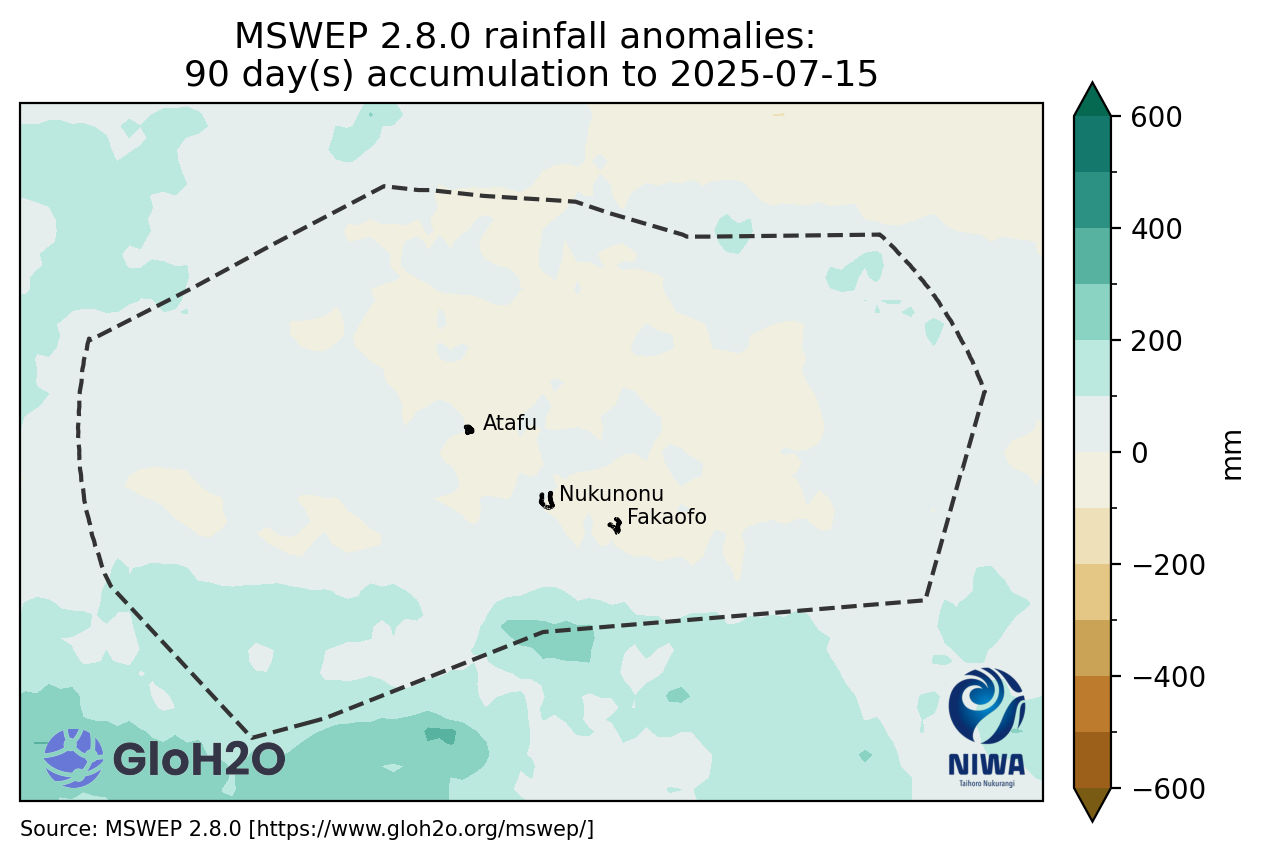 MSWEP 2.8.0 rainfall anomalies:
90 day(s) accumulation to 2025-07-15
600
400
200
0
−200
−400
−600
mm
Atafu
Nukunonu
Fakaofo
GloH2O
NIWA
Taihoro Nukurangi
Source: MSWEP 2.8.0 [https://www.gloh2o.org/mswep/]